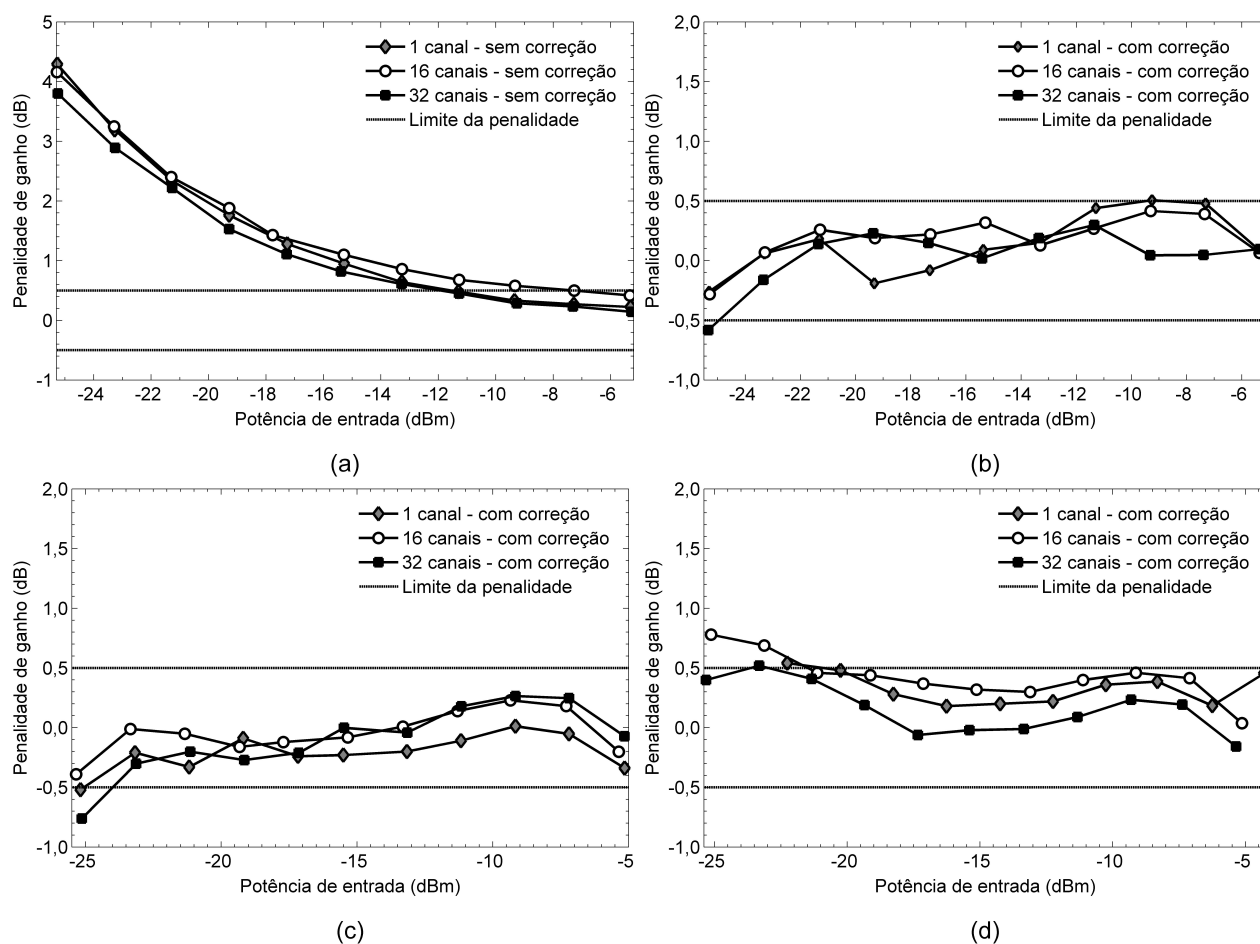 5
4
3
2
1
0
-1
Penalidade de ganho (dB)
1 canal - sem correção
16 canais - sem correção
32 canais - sem correção
Limite da penalidade
-24 -22 -20 -18 -16 -14 -12 -10 -8 -6
Potência de entrada (dBm)
(a)
2,0
1,5
1,0
0,5
0,0
-0,5
-1,0
Penalidade de ganho (dB)
1 canal - com correção
16 canais - com correção
32 canais - com correção
Limite da penalidade
-24 -22 -20 -18 -16 -14 -12 -10 -8 -6
Potência de entrada (dBm)
(b)
2,0
1,5
1,0
0,5
0,0
-0,5
-1,0
Penalidade de ganho (dB)
1 canal - com correção
16 canais - com correção
32 canais - com correção
Limite da penalidade
-25 -20 -15 -10 -5
Potência de entrada (dBm)
(c)
2,0
1,5
1,0
0,5
0,0
-0,5
-1,0
Penalidade de ganho (dB)
1 canal - com correção
16 canais - com correção
32 canais - com correção
Limite da penalidade
-25 -20 -15 -10 -5
Potência de entrada (dBm)
(d)